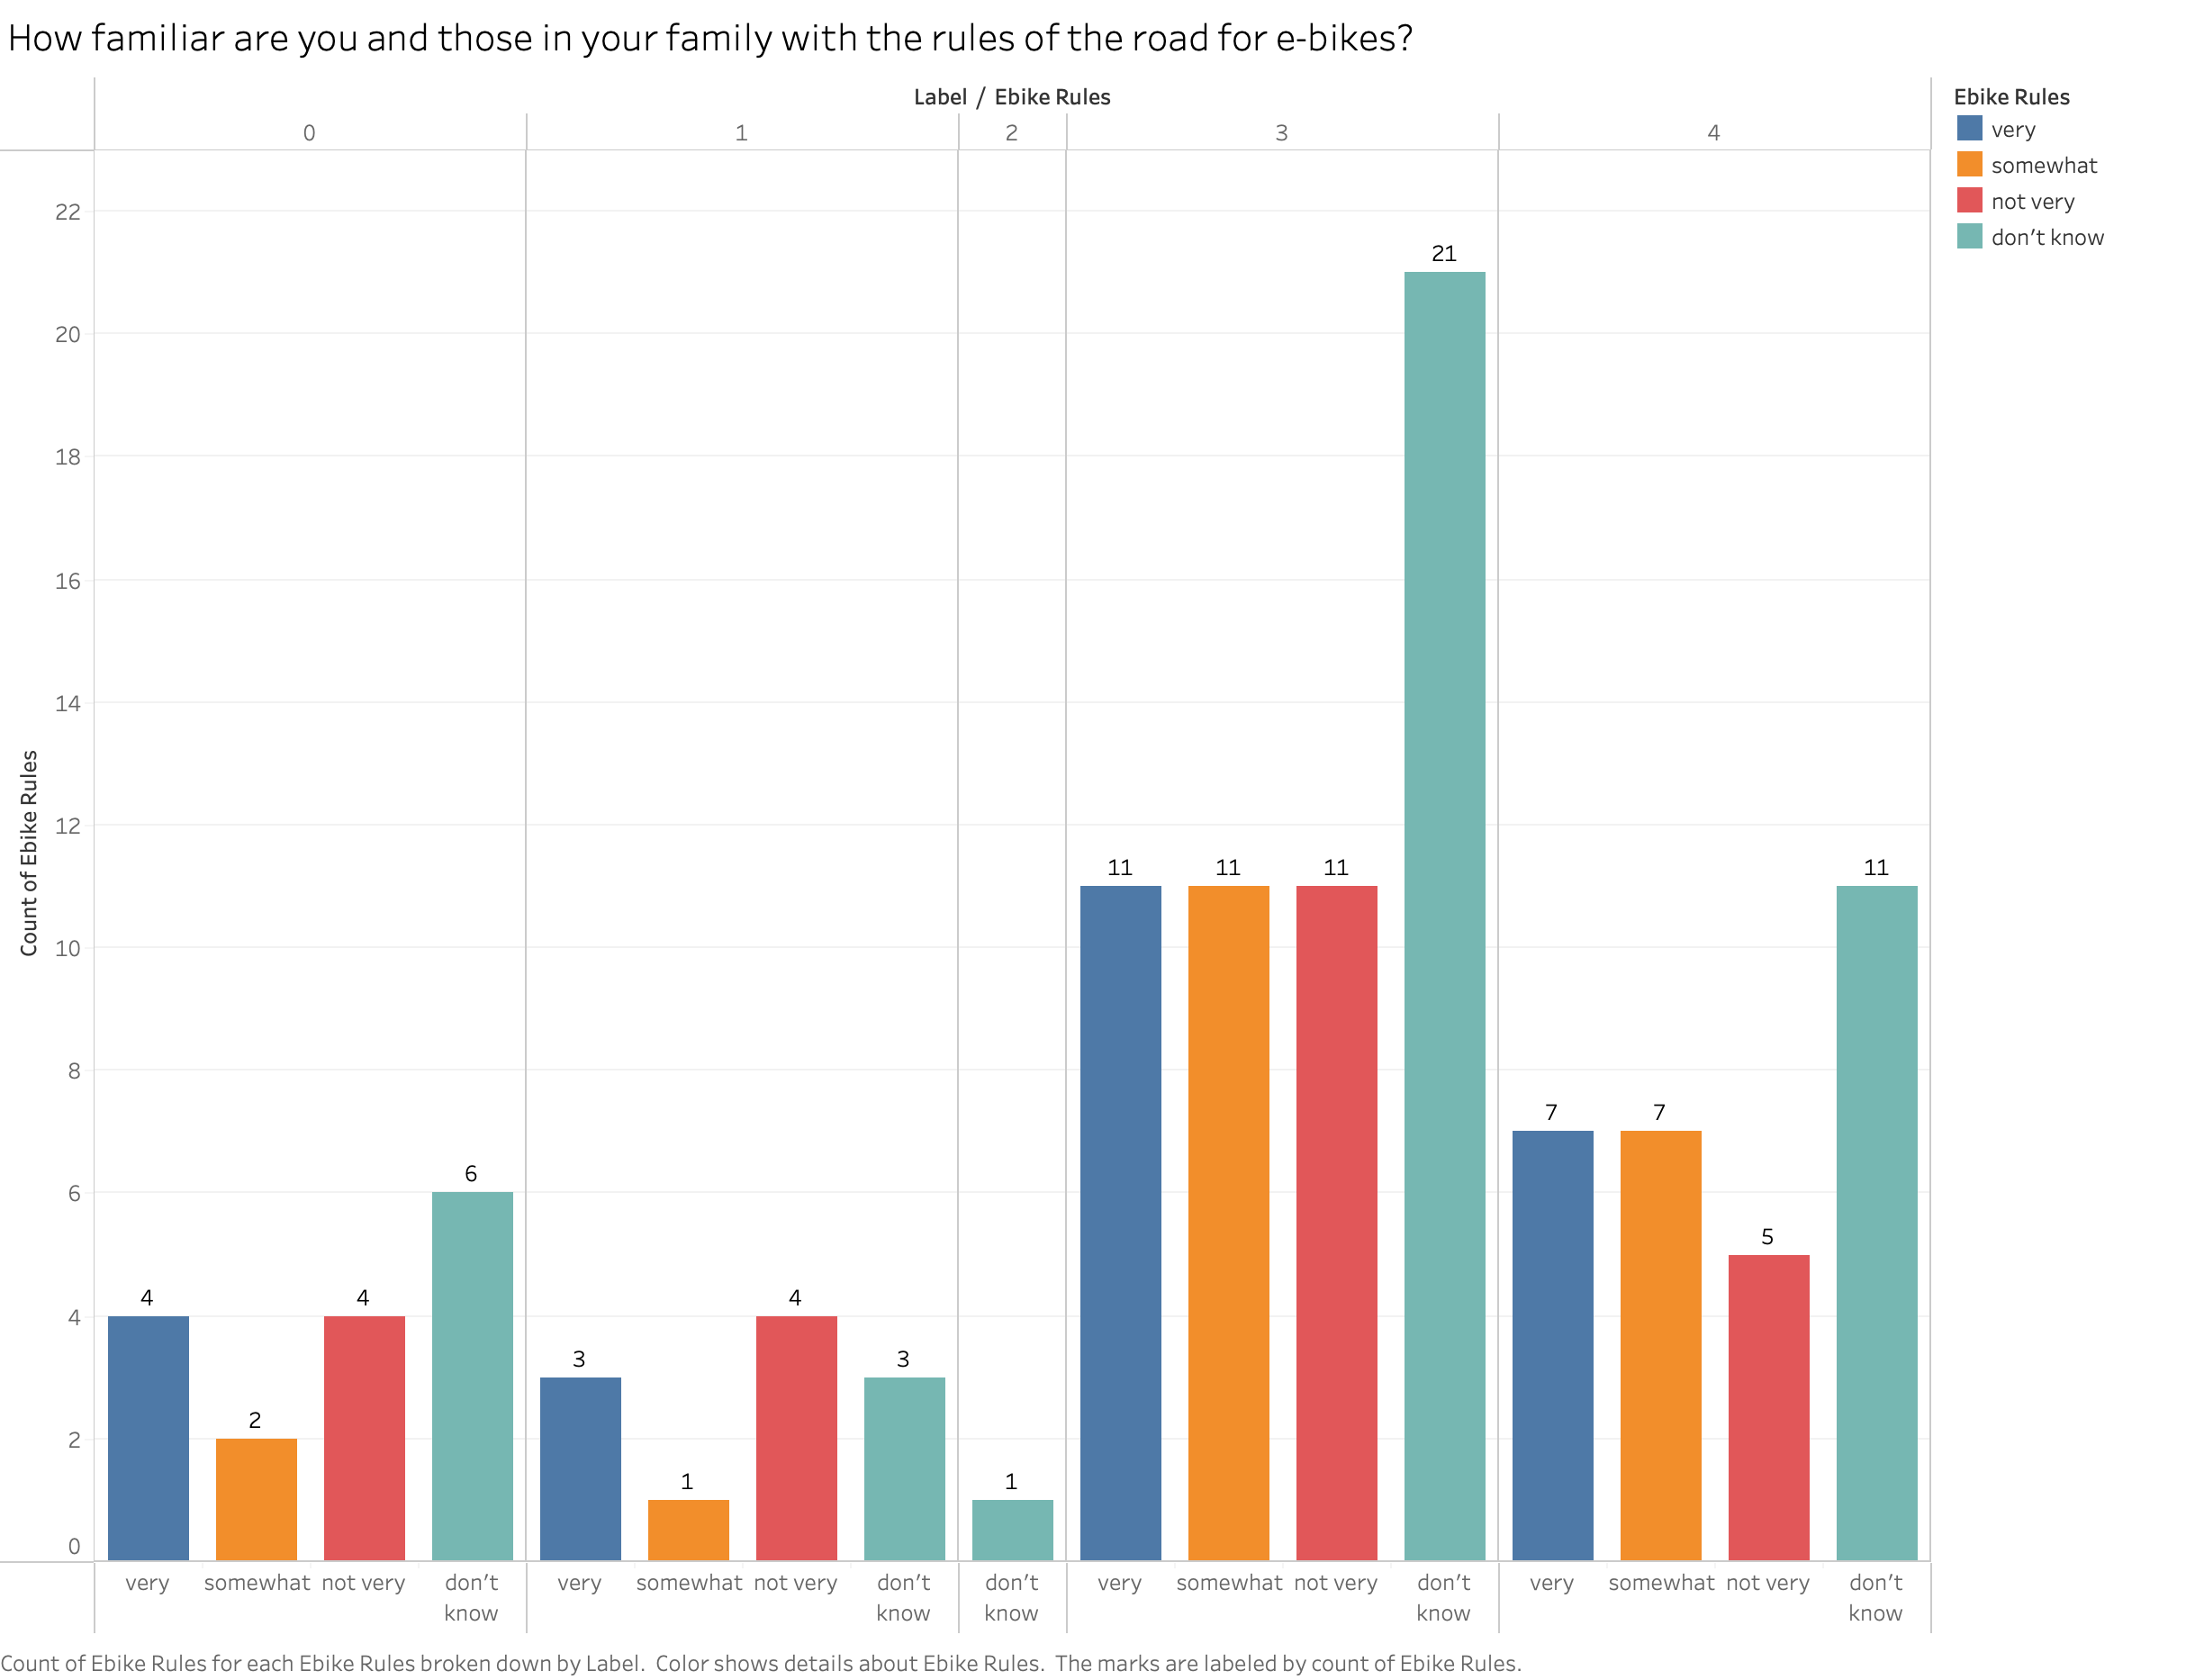 How familiar are you and those in your family with the rules of the road for e-bikes?
Label / Ebike Rules
0 1 2 3 4
Ebike Rules
very
somewhat
not very
don't know
Count of Ebike Rules
22
20
18
16
14
12
10
8
6
4
2
0
4
2
4
6
3
1
4
3
1
11
11
11
21
7
7
5
11
very somewhat not very don't know very somewhat not very don't know don't know very somewhat not very don't know very somewhat not very don't know
Count of Ebike Rules for each Ebike Rules broken down by Label.  Color shows details about Ebike Rules.  The marks are labeled by count of Ebike Rules.